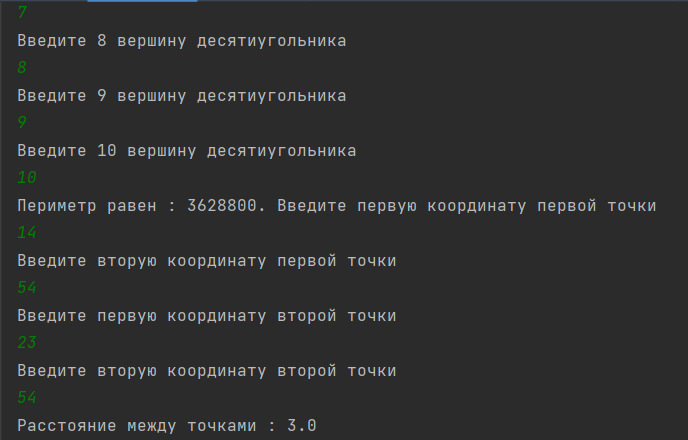 7
Введите 8 вершину десятиугольника
8
Введите 9 вершину десятиугольника
9
Введите 10 вершину десятиугольника
10
Периметр равен : 3628800. Введите первую координату первой точки
14
Введите вторую координату первой точки
54
Введите первую координату второй точки
23
Введите вторую координату второй точки
54
Расстояние между точками : 3.0